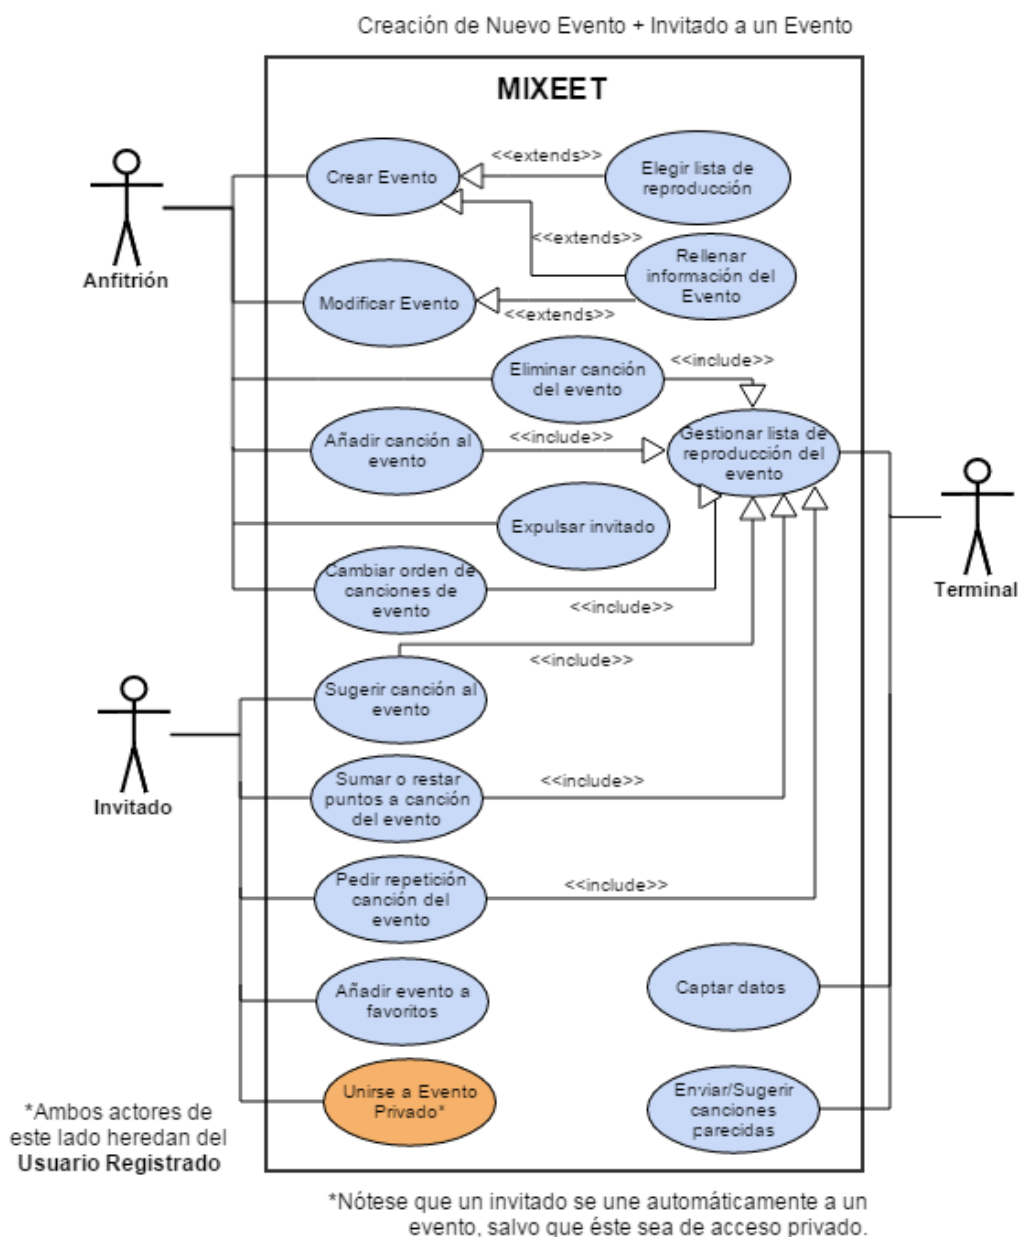 Creación de Nuevo Evento + Invitado a un Evento
MIXEET
Crear Evento
<<extends>>
Elegir lista de
reproducción
Anfitrión
<<extends>>
Rellenar
información del
Evento
Modificar Evento
<<extends>>
Eliminar canción
del evento
<<include>>
Añadir canción al
evento
<<include>>
Gestionar lista de
reproducción del
evento
Expulsar invitado
Terminal
Cambiar orden de
canciones de
evento
<<include>>
<<include>>
Sugerir canción al
evento
Invitado
Sumar o restar
puntos a canción
del evento
<<include>>
Pedir repetición
canción del
evento
<<include>>
Añadir evento a
favoritos
Captar datos
Unirse a Evento
Privado*
Enviar/Sugerir
canciones
parecidas
*Ambos actores de
este lado heredan del
Usuario Registrado
*Nótese que un invitado se une automáticamente a un
evento, salvo que éste sea de acceso privado.